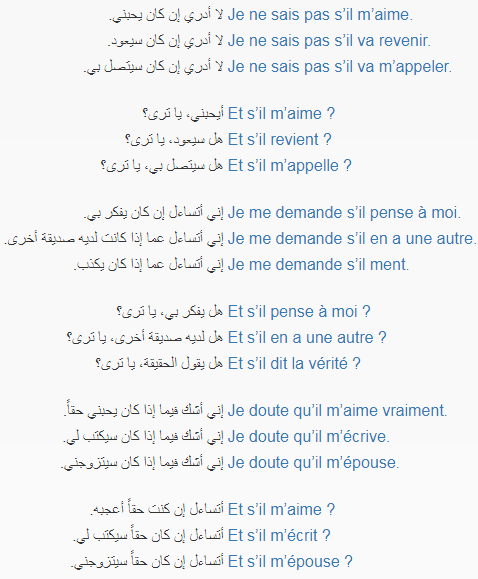 لا أدري إن كان يحبني. Je ne sais pas s’il m’aime.
لا أدري إن كان سيعود. Je ne sais pas s’il va revenir.
لا أدري إن كان سيتصل بي. Je ne sais pas s’il va m’appeler.
أيحبني، يا ترى؟ Et s’il m’aime ?
هل سيعود، يا ترى؟ Et s’il revient ?
هل سيتصل بي، يا ترى؟ Et s’il m’appelle ?
إني أتساءل إن كان يفكر بي. Je me demande s’il pense à moi.
إني أتساءل عما إذا كانت لديه صديقة أخرى. Je me demande s’il en a une autre.
إني أتساءل عما إذا كان يكذب. Je me demande s’il ment.
هل يفكر بي، يا ترى؟ Et s’il pense à moi ?
هل لديه صديقة أخرى، يا ترى؟ Et s’il en a une autre ?
هل يقول الحقيقة، يا ترى؟ Et s’il dit la vérité ?
إني أشك فيما إذا كان يحبني حقاً. Je doute qu’il m’aime vraiment.
إني أشك فيما إذا كان سيكتب لي. Je doute qu’il m’écrive.
إني أشك فيما إذا كان سيتزوجني. Je doute qu’il m’épouse.
أتساءل إن كنت حقاً أعجبه. Et s’il m’aime ?
أتساءل إن كان حقاً سيكتب لي. Et s’il m’écrit ?
أتساءل إن كان حقاً سيتزوجني. Et s’il m’épouse ?